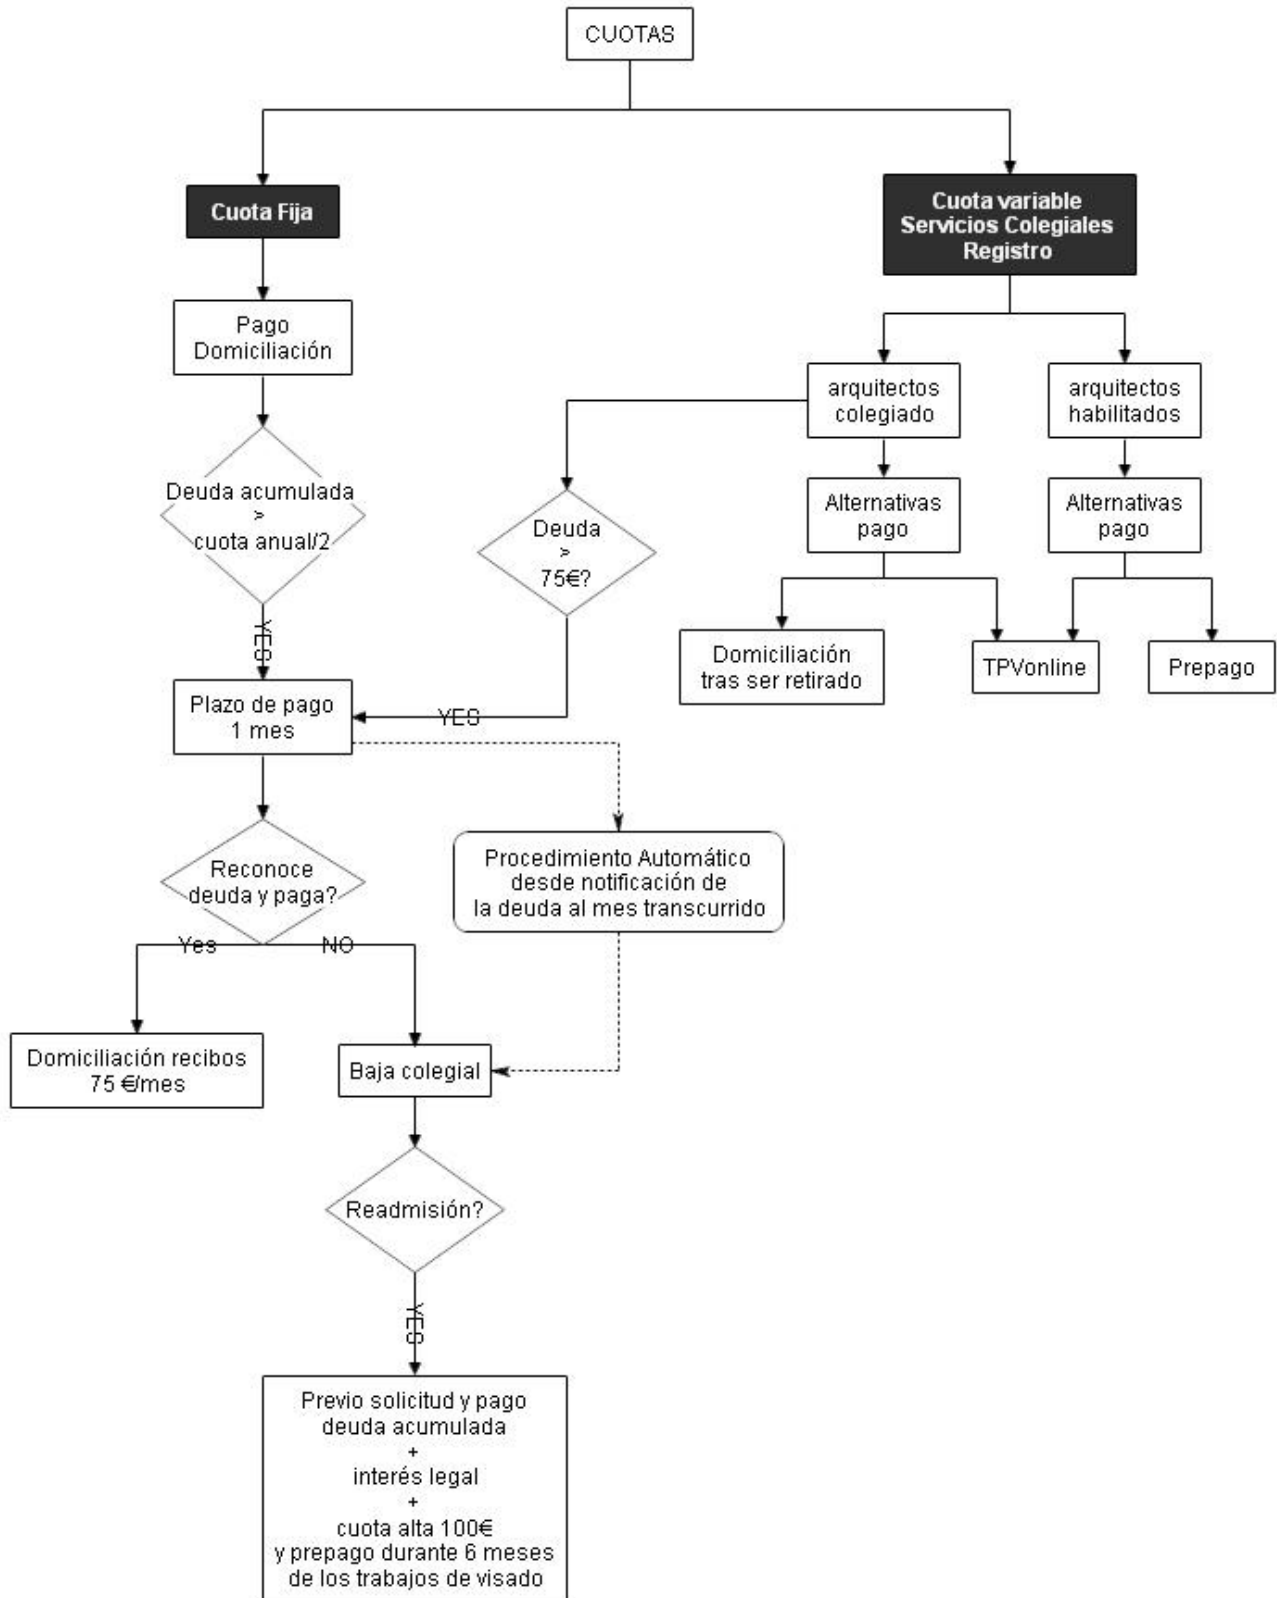 CUOTAS
Cuota Fija
Cuota variable
Servicios Colegiales
Registro
Pago
Domiciliación
arquitectos
colegiado
arquitectos
habilitados
Deuda acumulada
>
cuota anual/2
Deuda
>
75€?
Alternativas
pago
Alternativas
pago
YES
Domiciliación
tras ser retirado
TPVonline
Prepago
Plazo de pago
1 mes
YES
Reconoce
deuda y paga?
Procedimiento Automático
desde notificación de
la deuda al mes transcurrido
Yes
NO
Domiciliación recibos
75 €/mes
Baja colegial
Readmisión?
YES
Previo solicitud y pago
deuda acumulada
+
interés legal
+
cuota alta 100€
y prepago durante 6 meses
de los trabajos de visado